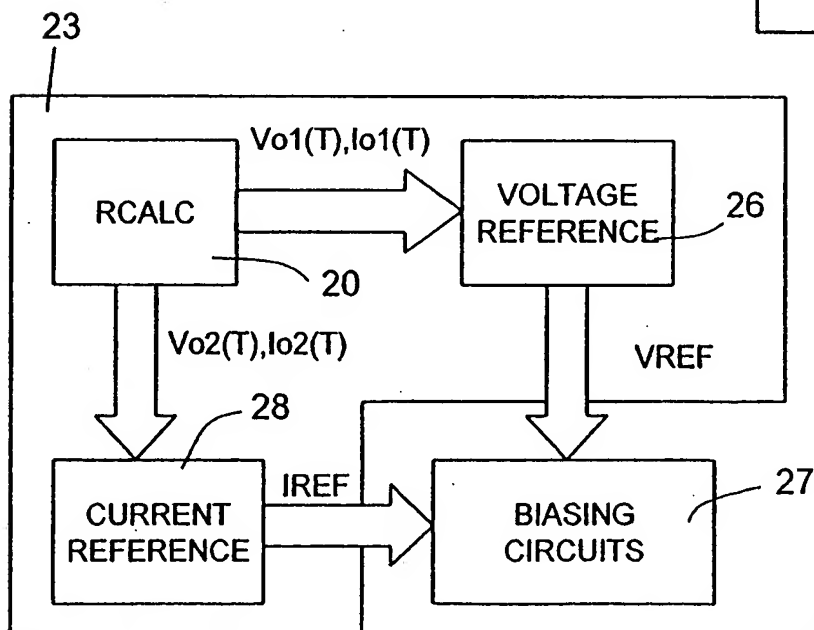 23
Vo1(T),Io1(T)
RCALC
VOLTAGE
REFERENCE
26
20
Vo2(T),Io2(T)
VREF
28
IREF
27
CURRENT
REFERENCE
BIASING
CIRCUITS